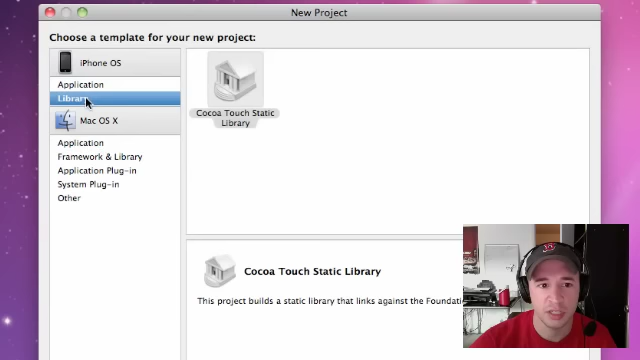 New Project
Choose a template for your new project:
iPhone OS
Application
Library
Mac OS X
Application
Framework & Library
Application Plug-in
System Plug-in
Other
Cocoa Touch Static
Library
Cocoa Touch Static Library
This project builds a static library that links against the